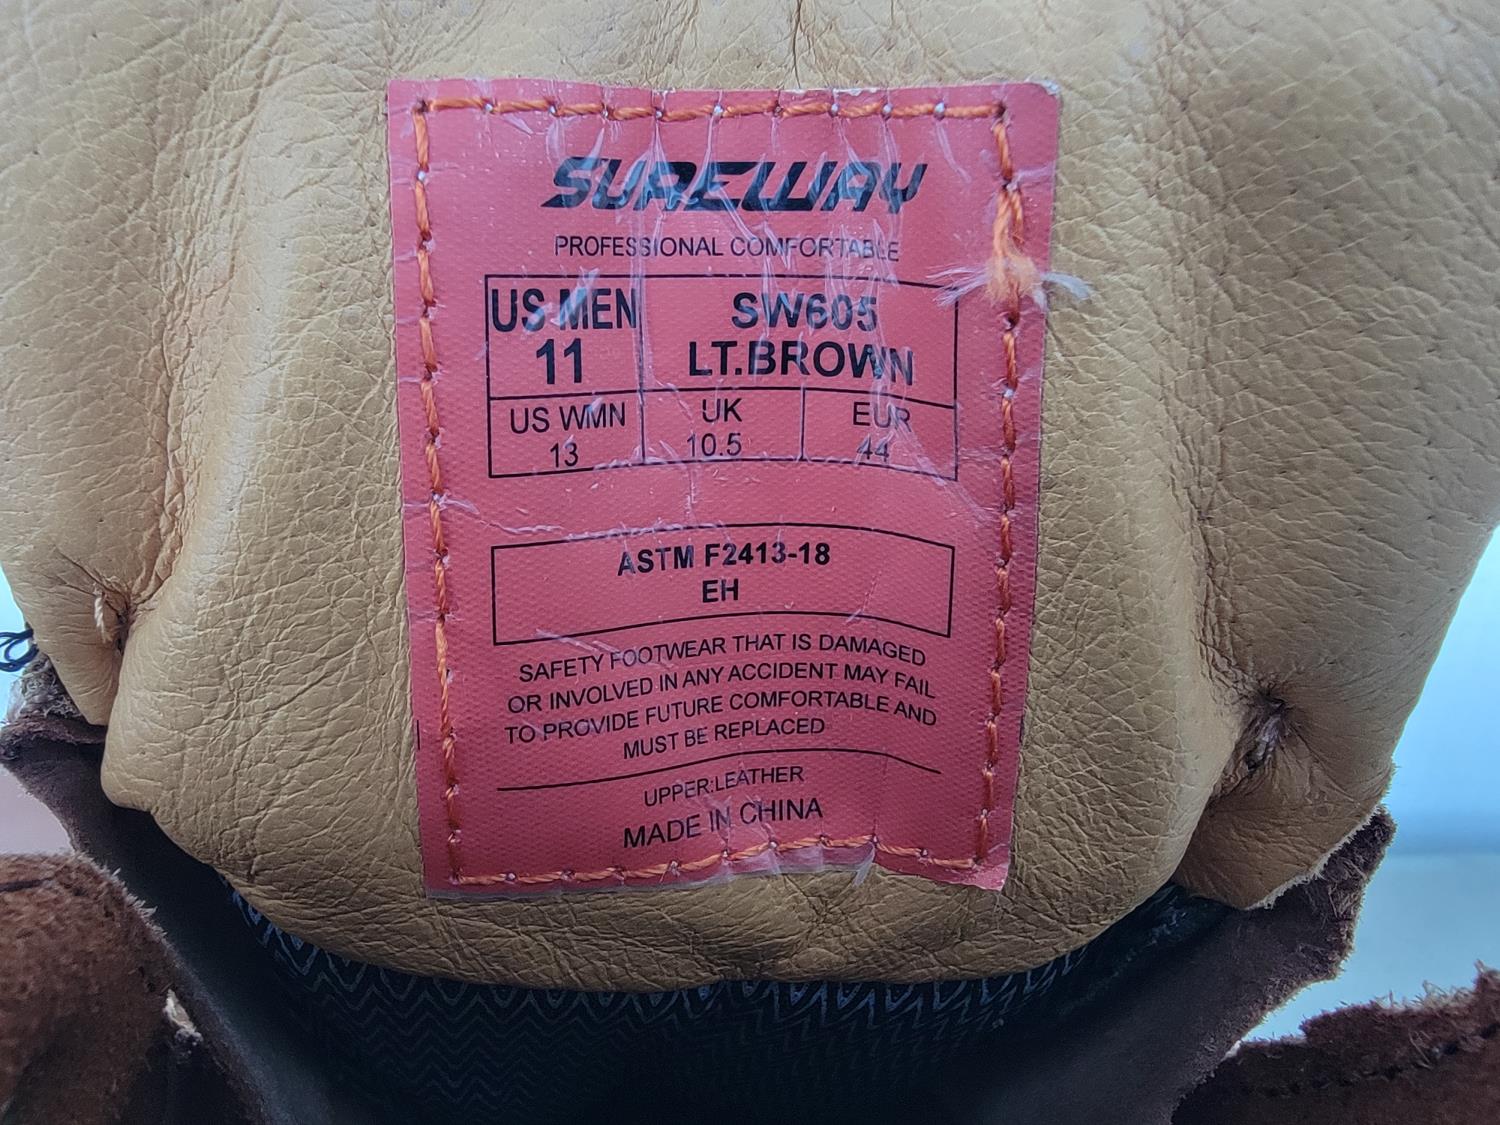 SUREWAY
PROFESSIONAL COMFORTABLE
US MEN
11
SW605
LT.BROWN
US WMN
13
UK
10.5
EUR
44
ASTM F2413-18
EH
SAFETY FOOTWEAR THAT IS DAMAGED
OR INVOLVED IN ANY ACCIDENT MAY FAIL
TO PROVIDE FUTURE COMFORTABLE AND
MUST BE REPLACED
UPPER:LEATHER
MADE IN CHINA